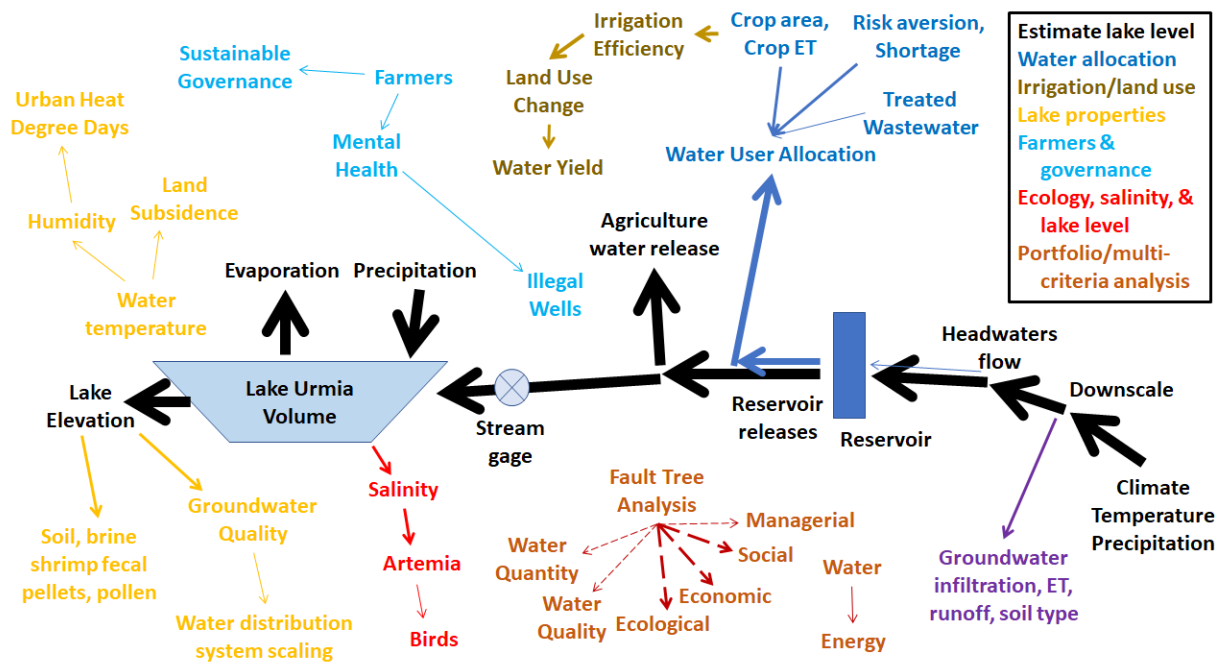 Irrigation
Efficiency
Crop area,
Crop ET
Risk aversion,
Shortage
Estimate lake level
Water allocation
Irrigation/land use
Lake properties
Farmers &
governance
Ecology, salinity, &
lake level
Portfolio/multi-
criteria analysis
Sustainable
Governance
Farmers
Land Use
Change
Treated
Wastewater
Urban Heat
Degree Days
Mental
Health
Water Yield
Water User Allocation
Land
Subsidence
Humidity
Agriculture
water release
Evaporation
Precipitation
Illegal
Wells
Water
temperature
Headwaters
flow
Lake
Elevation
Lake Urmia
Volume
Stream
gage
Reservoir
releases
Reservoir
Downscale
Climate
Temperature
Precipitation
Salinity
Groundwater
Quality
Soil, brine
shrimp fecal
pellets, pollen
Artemia
Birds
Water distribution
system scaling
Fault Tree
Analysis
Managerial
Social
Economic
Ecological
Water
Quality
Water
Quantity
Water
Energy
Groundwater
infiltration, ET,
runoff, soil type